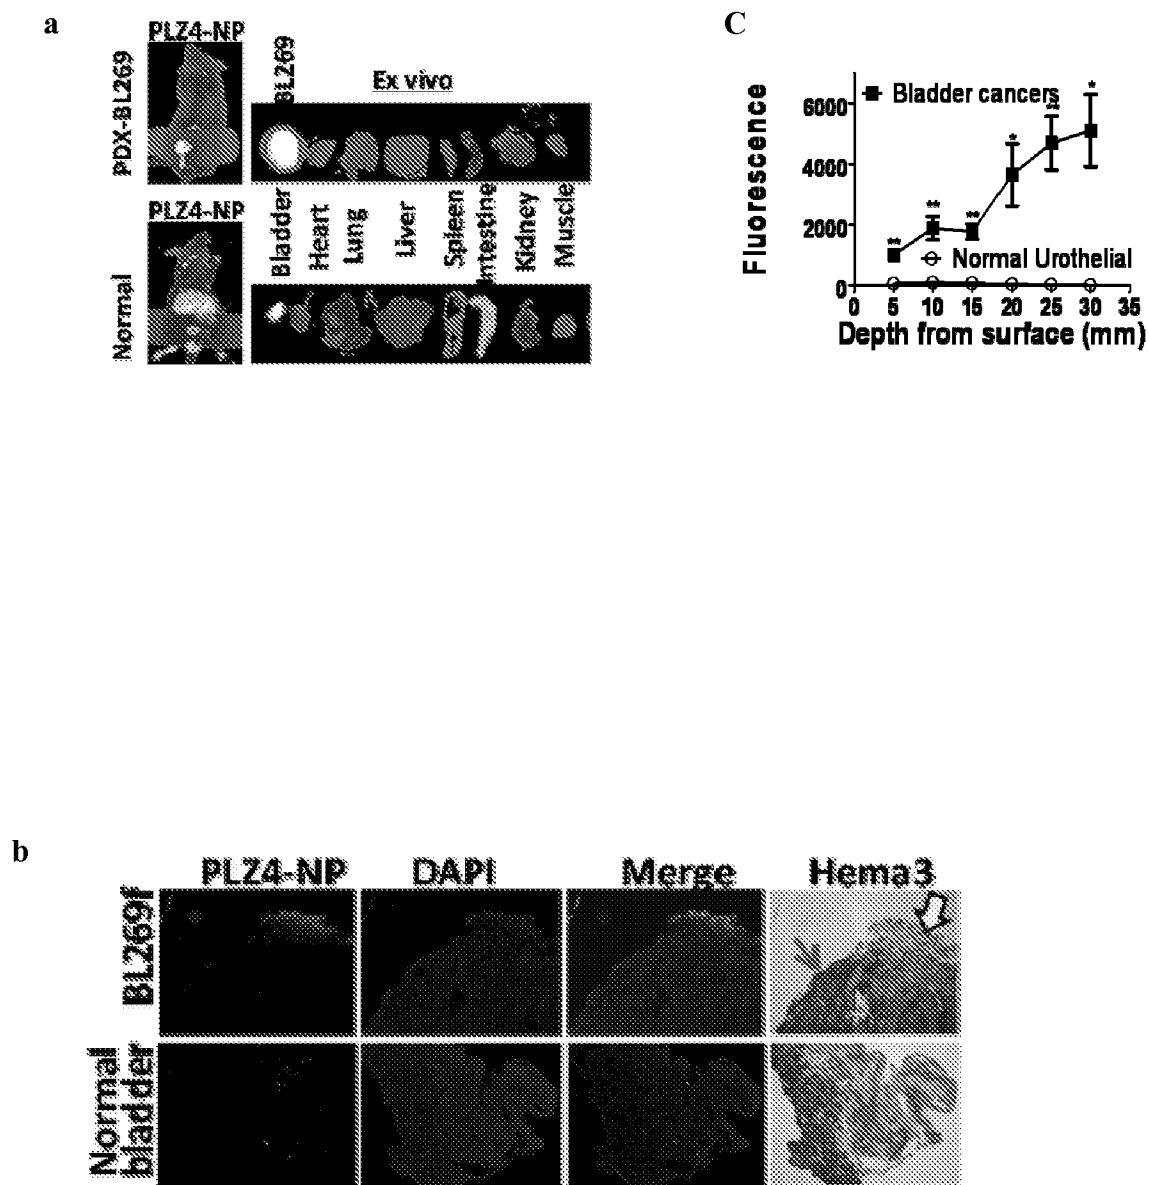 a
PLZ4-NP
PDX-BL269
BL269
Ex vivo
PLZ4-NP
Normal
Bladder
Heart
Lung
Liver
Spleen
Intestine
Kidney
Muscle
C
Fluorescence
6000
4000
2000
0
Bladder cancers
** ** ** * ** *
Normal Urothelial
0 5 10 15 20 25 30 35
Depth from surface (mm)
b
PLZ4-NP DAPI Merge Hema3
BL269f
Normal
bladder